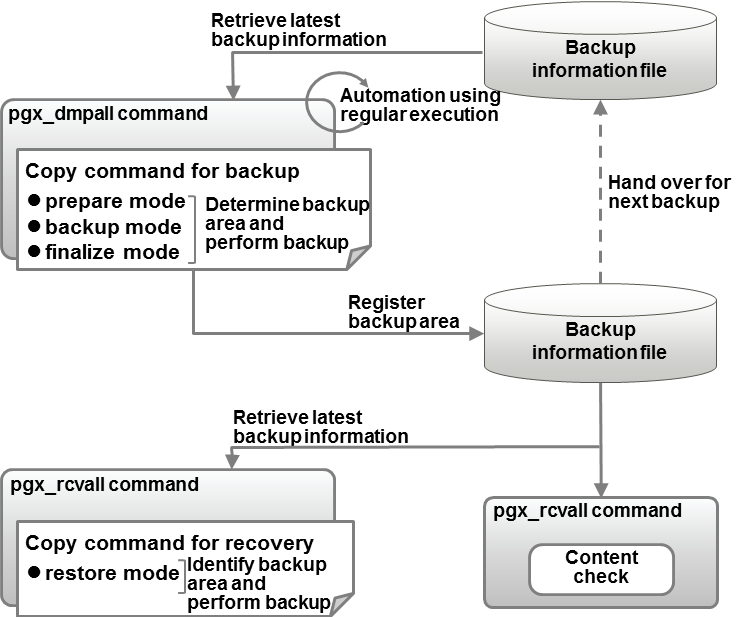 Retrieve latest
backup information
Backup
information file
Automation using
regular execution
pgx_dmpall command
Copy command for backup
● prepare mode
● backup mode
● finalize mode
Determine backup
area and
perform backup
Hand over for
next backup
Register
backup area
Backup
information file
Retrieve latest
backup information
pgx_rcvall command
Copy command for recovery
● restore mode
Identify backup
area and
perform backup
pgx_rcvall command
Content
check